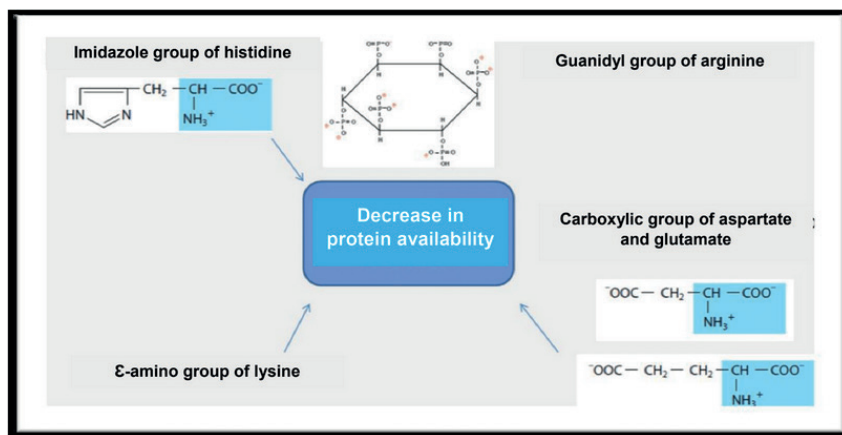 Imidazole group of histidine
Guanidyl group of arginine
CH₂ — CH — COO⁻
HN N
NH₃⁺
Decrease in
protein availability
Carboxylic group of aspartate
and glutamate
⁻OOC — CH₂ — CH — COO⁻
NH₃⁺
Ɛ-amino group of lysine
⁻OOC — CH₂ — CH₂ — CH — COO⁻
NH₃⁺